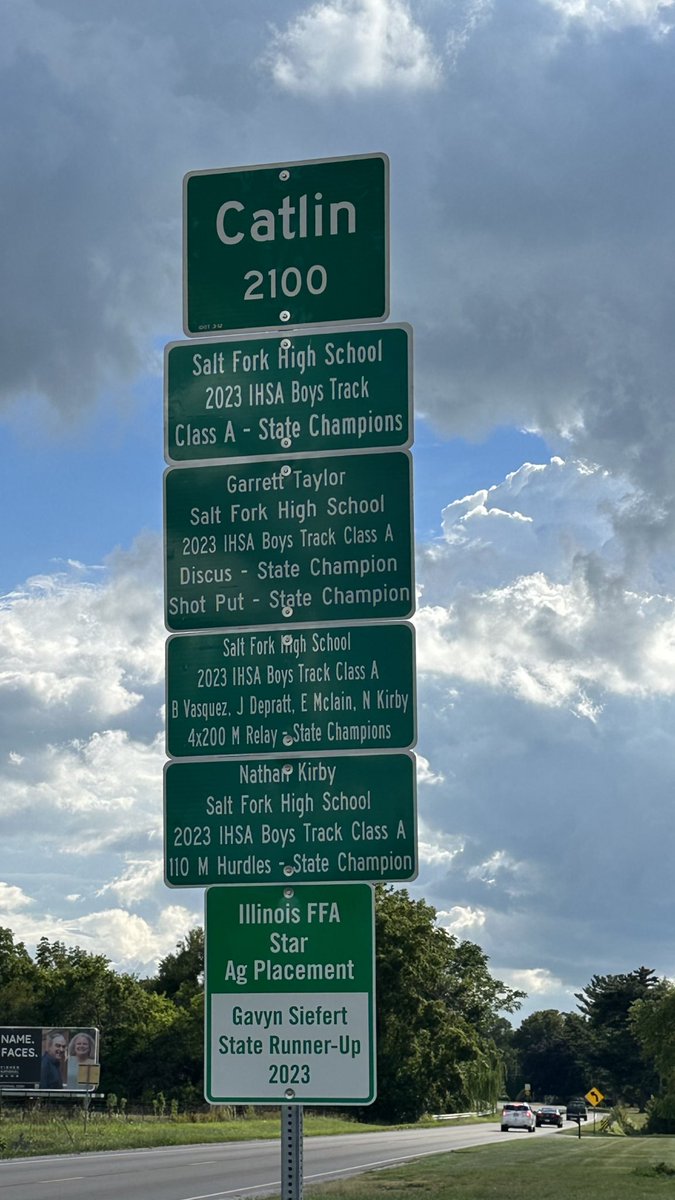 Catlin
2100
IDOT 3-12
Salt Fork High School
2023 IHSA Boys Track
Class A - State Champions
Garrett Taylor
Salt Fork High School
2023 IHSA Boys Track Class A
Discus - State Champion
Shot Put - State Champion
Salt Fork High School
2023 IHSA Boys Track Class A
B Vasquez, J Depratt, E Mclain, N Kirby
4x200 M Relay - State Champions
Nathan Kirby
Salt Fork High School
2023 IHSA Boys Track Class A
110 M Hurdles - State Champion
Illinois FFA
Star
Ag Placement
Gavyn Siefert
State Runner-Up
2023
NAME.
FACES.